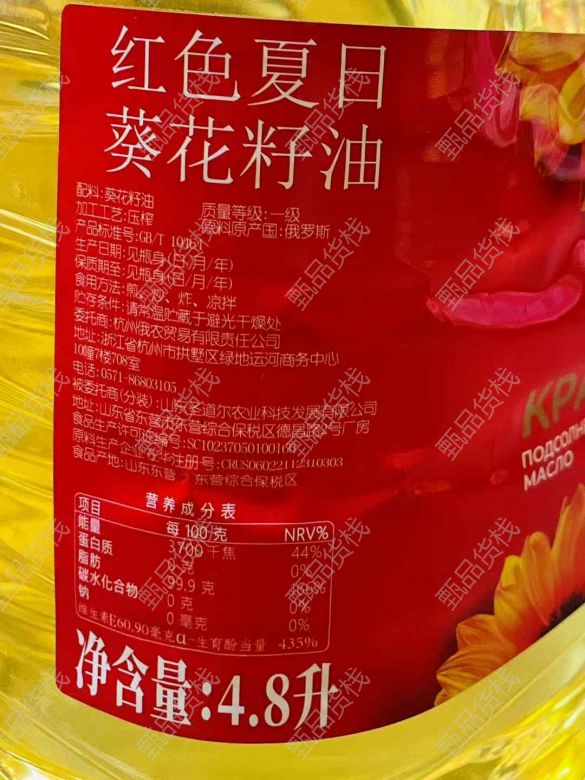 红色夏日
葵花籽油
配料:葵花籽油
加工工艺:压榨 质量等级:一级
产品标准号:GB/T 10464 原料原产国:俄罗斯
生产日期:见瓶身(日/月/年)
保质期至:见瓶身(日/月/年)
食用方法:煎、炒、炸、凉拌
贮存条件:请常温贮藏于避光干燥处
委托商:杭州俄农贸易有限责任公司
地址:浙江省杭州市拱墅区绿地运河商务中心
10幢7楼708室
电话:0571-86803105
被委托商(分装):山东圣道尔农业科技发展有限公司
地址:山东省东营市东营综合保税区德居路 号厂房
食品生产许可证编号:SC102370501001
原料生产企业在华注册号:CRUS06022112310303
食品产地:山东东营 东营综合保税区
营养成分表
项目 每100克 NRV%
能量 3700千焦 44%
蛋白质 0克 0%
脂肪 99.9克 166%
碳水化合物 0克 0%
钠 0毫克 0%
维生素E60.90毫克α-生育酚当量 435%
净含量:4.8升
КРА
ПОДСОЛНЕ
МАСЛО
甄品货栈